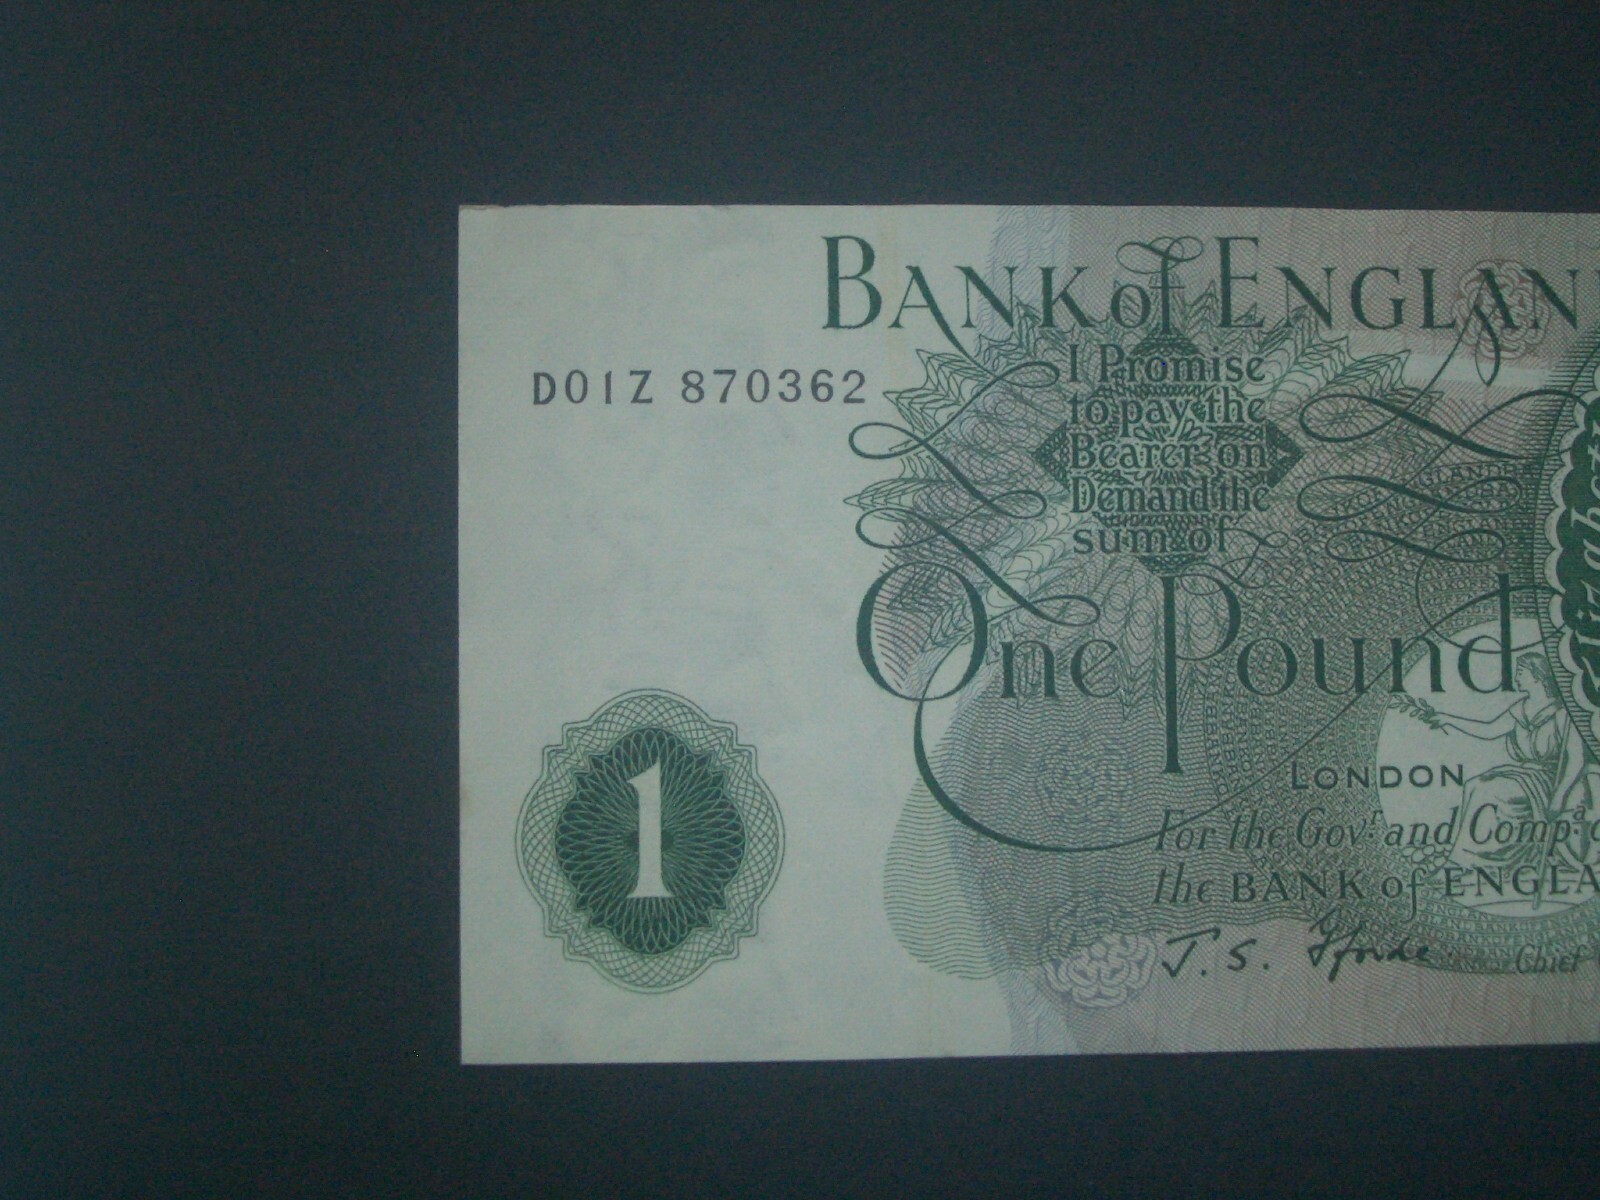 BANK of ENGLAN
D01Z 870362
I Promise
to pay the
Bearer on
Demand the
sum of
One Pound
LONDON
For the Govr and Compa
the BANK of ENGLA
J. S. Fforde Chief
1